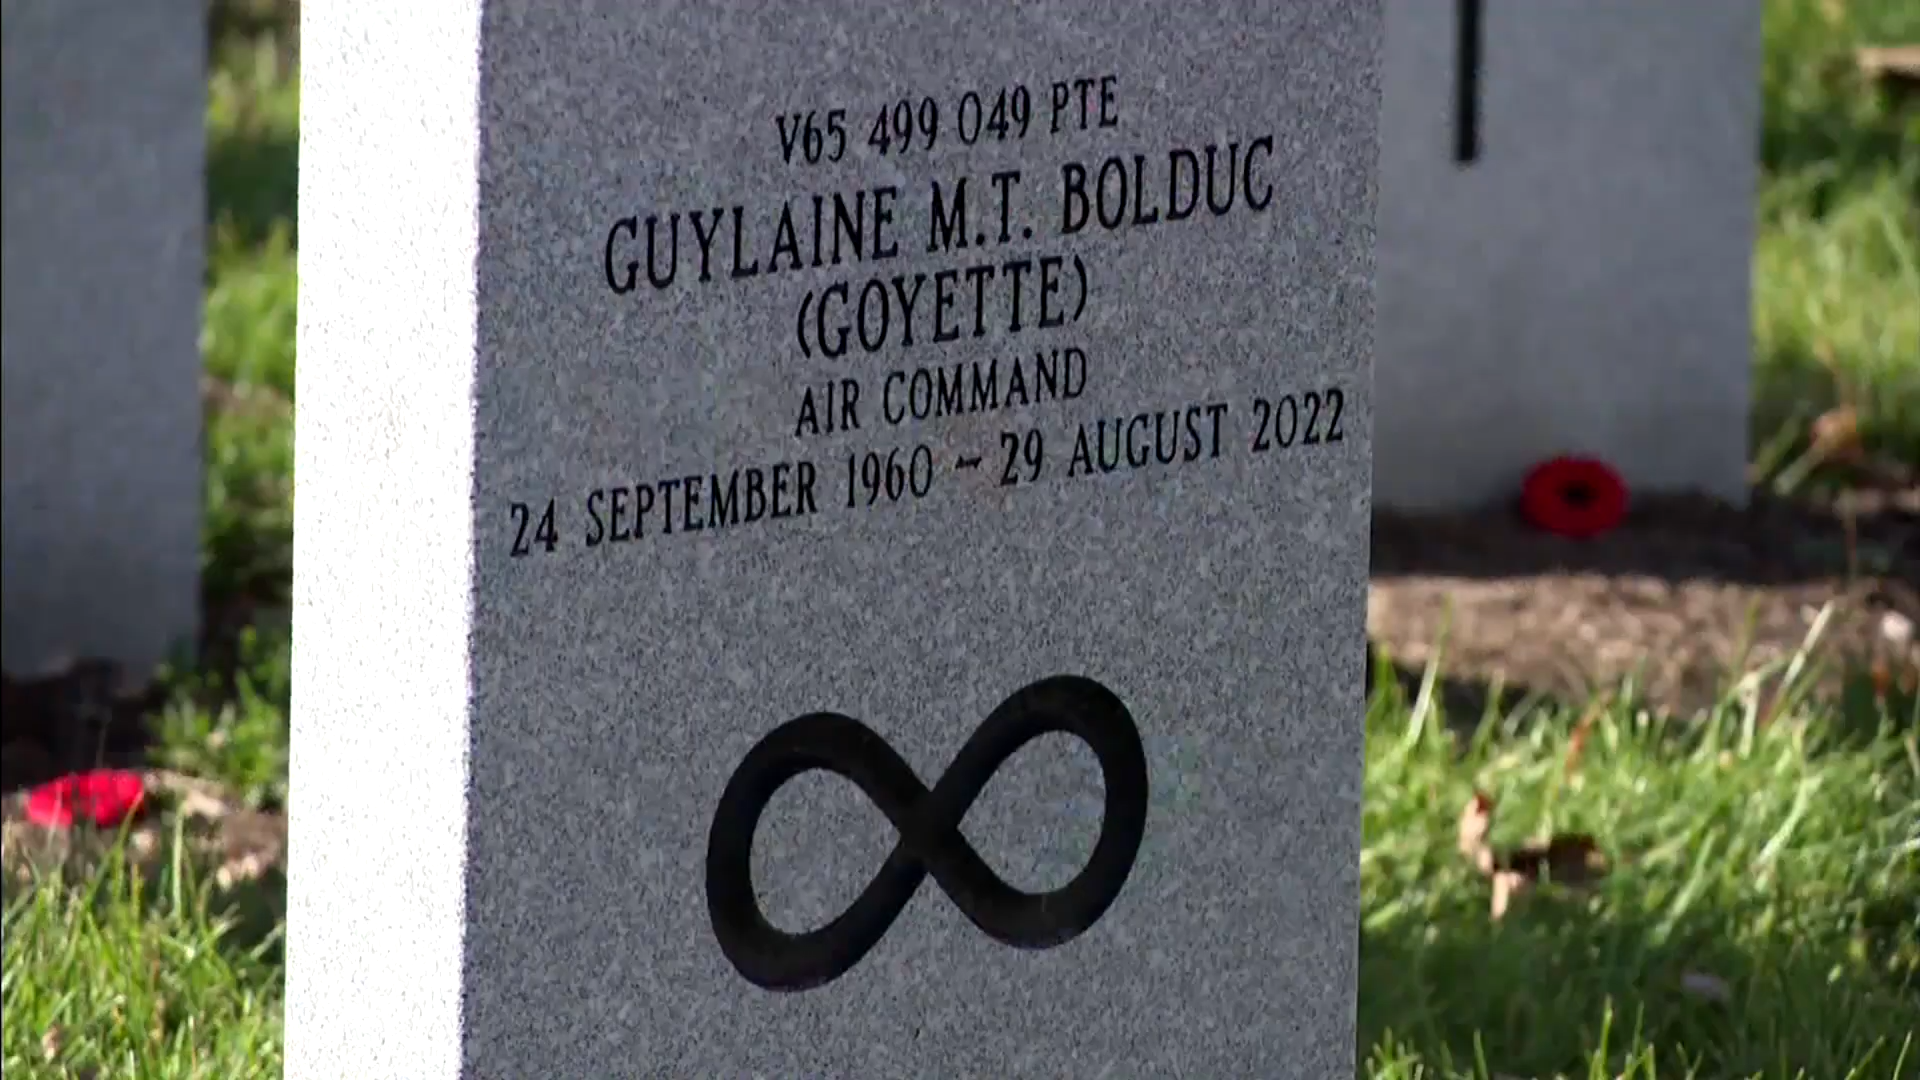 V65 499 049 PTE
GUYLAINE M.T. BOLDUC
(GOYETTE)
AIR COMMAND
24 SEPTEMBER 1960 ~ 29 AUGUST 2022